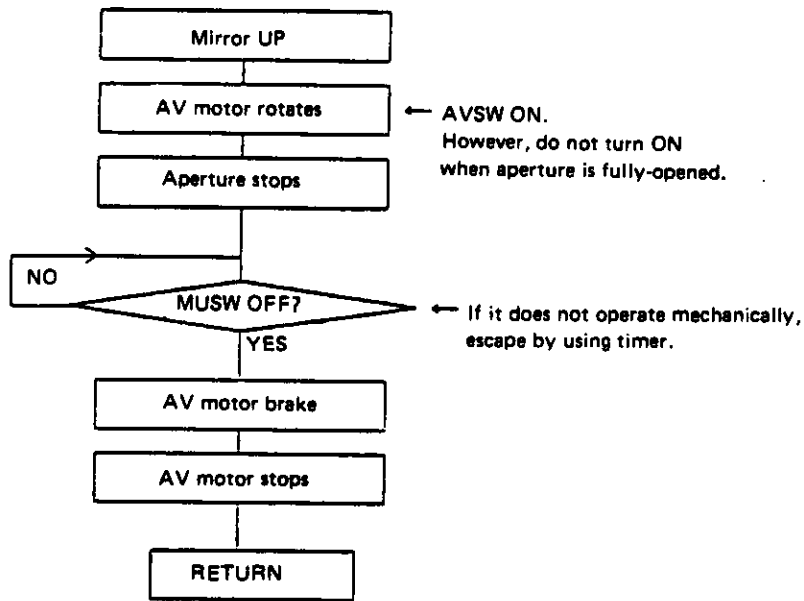 Mirror UP
AV motor rotates
← AVSW ON.
However, do not turn ON
when aperture is fully-opened.
Aperture stops
NO
MUSW OFF?
← If it does not operate mechanically,
escape by using timer.
YES
AV motor brake
AV motor stops
RETURN